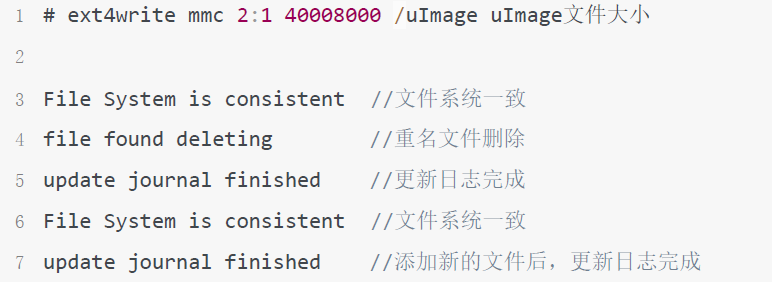 1 # ext4write mmc 2:1 40008000 /uImage uImage文件大小
2
3 File System is consistent //文件系统一致
4 file found deleting //重名文件删除
5 update journal finished //更新日志完成
6 File System is consistent //文件系统一致
7 update journal finished //添加新的文件后，更新日志完成